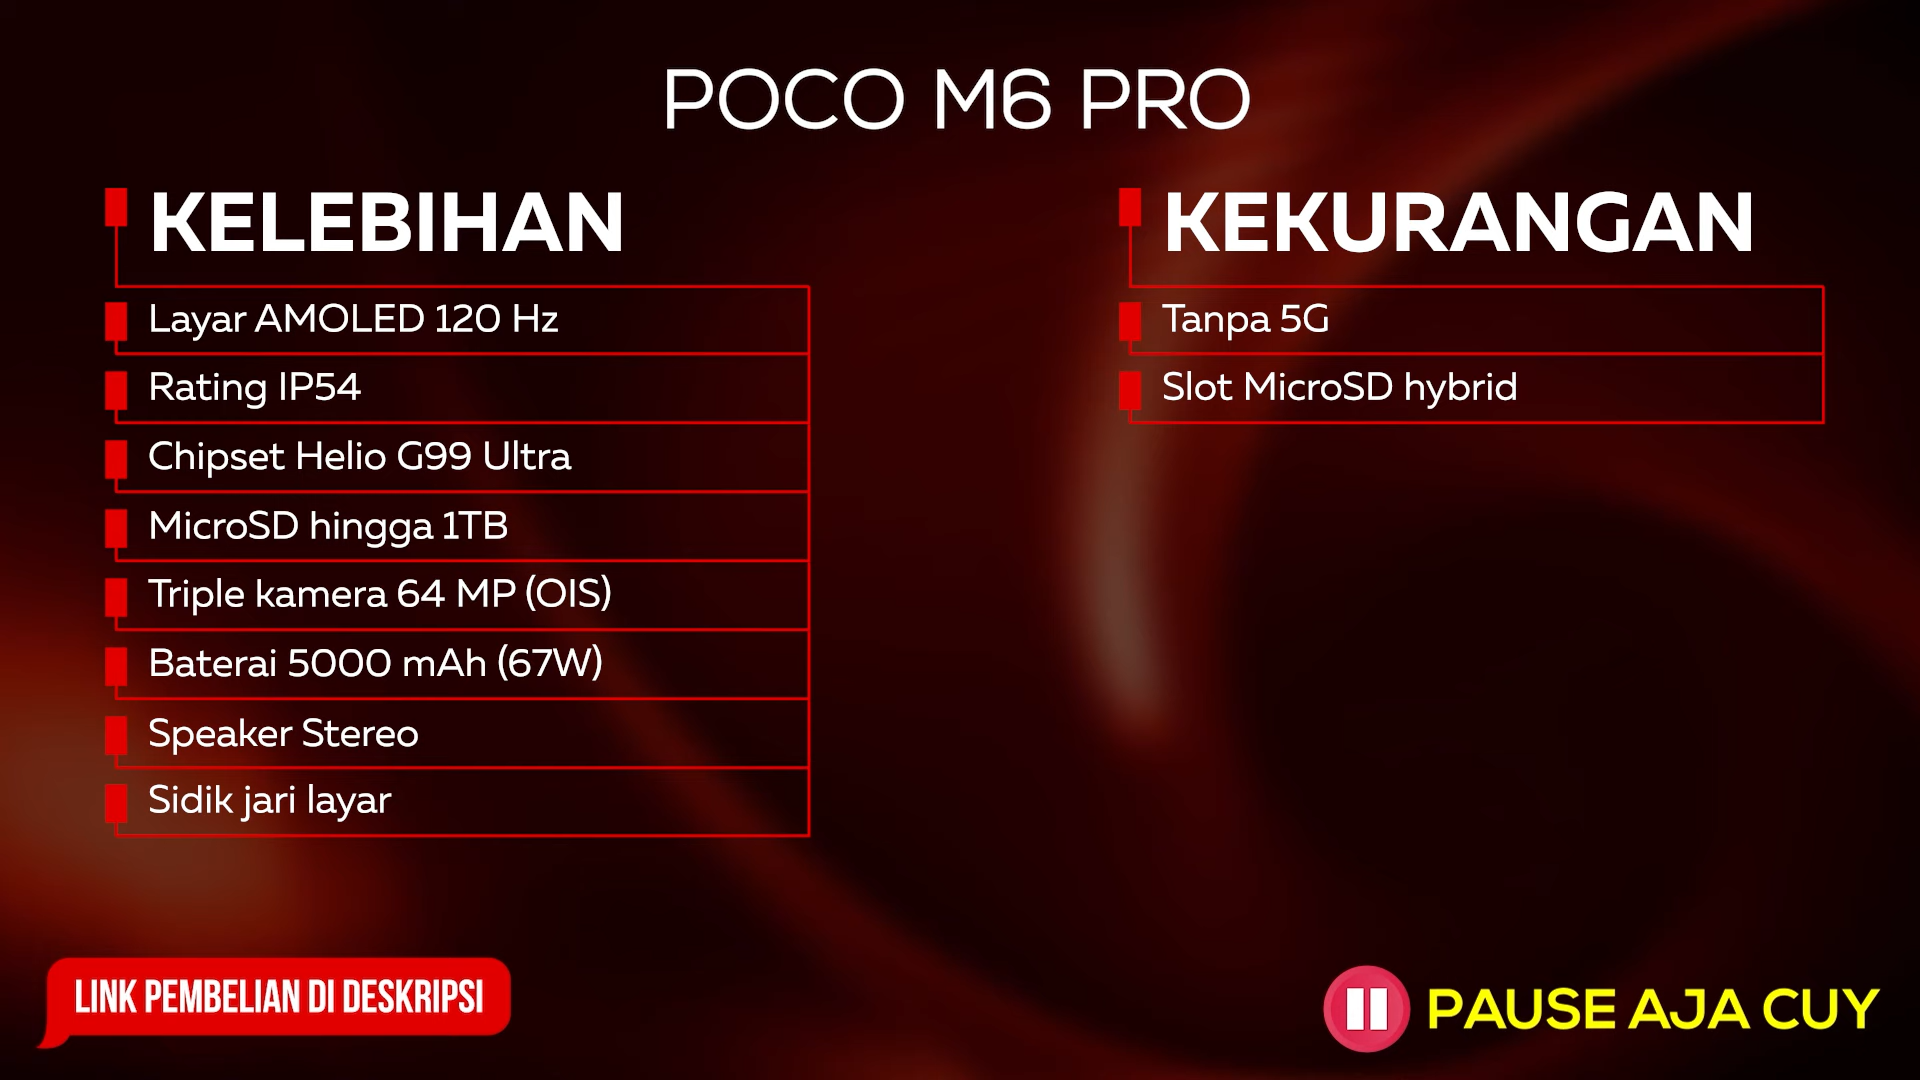 POCO M6 PRO
KELEBIHAN
Layar AMOLED 120 Hz
Rating IP54
Chipset Helio G99 Ultra
MicroSD hingga 1TB
Triple kamera 64 MP (OIS)
Baterai 5000 mAh (67W)
Speaker Stereo
Sidik jari layar
KEKURANGAN
Tanpa 5G
Slot MicroSD hybrid
LINK PEMBELIAN DI DESKRIPSI
PAUSE AJA CUY